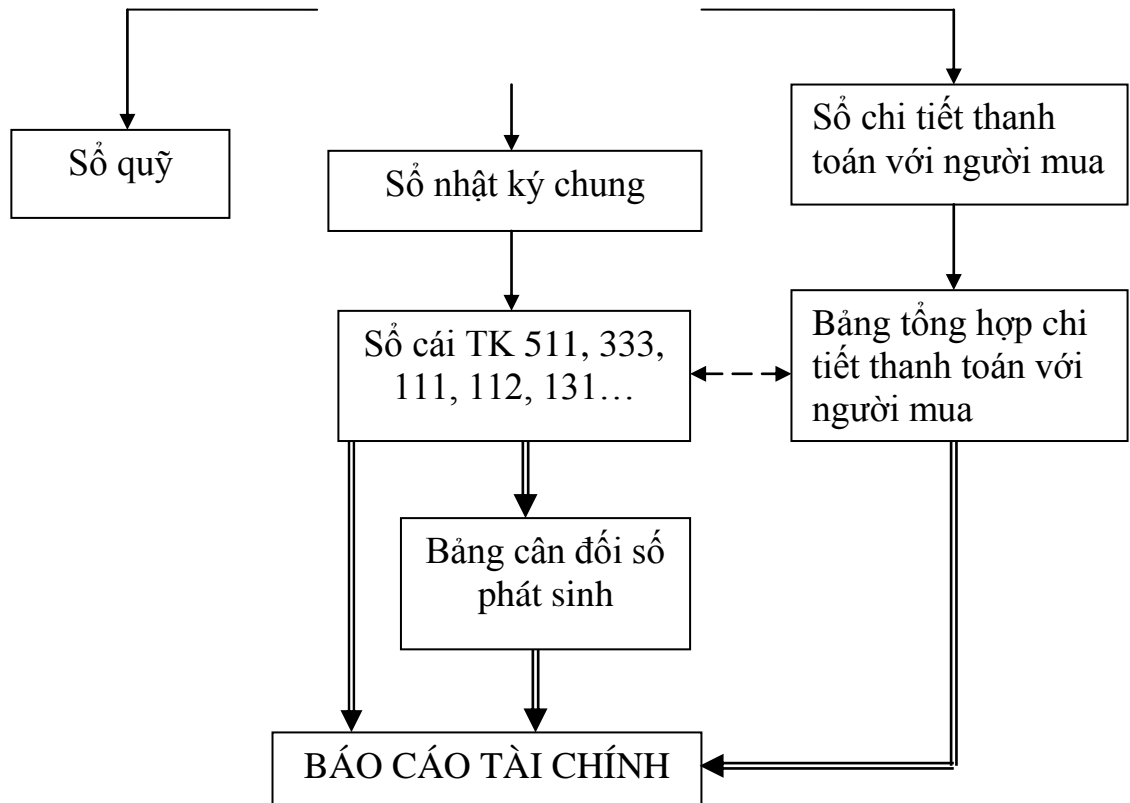 Sổ quỹ
Sổ nhật ký chung
Sổ chi tiết thanh
toán với người mua
Sổ cái TK 511, 333,
111, 112, 131…
Bảng tổng hợp chi
tiết thanh toán với
người mua
Bảng cân đối số
phát sinh
BÁO CÁO TÀI CHÍNH